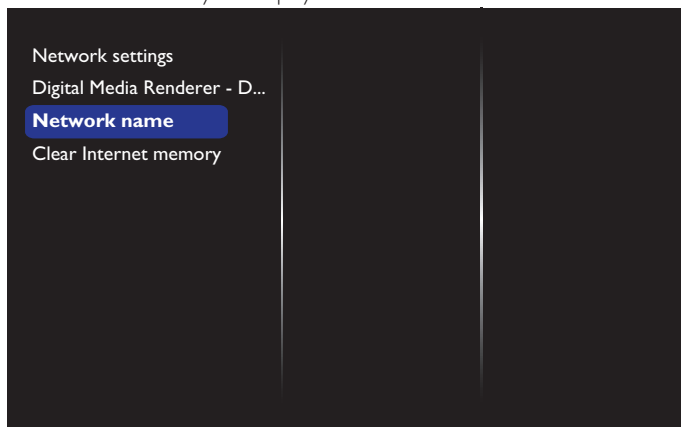 Network settings
Digital Media Renderer - D...
Network name
Clear Internet memory